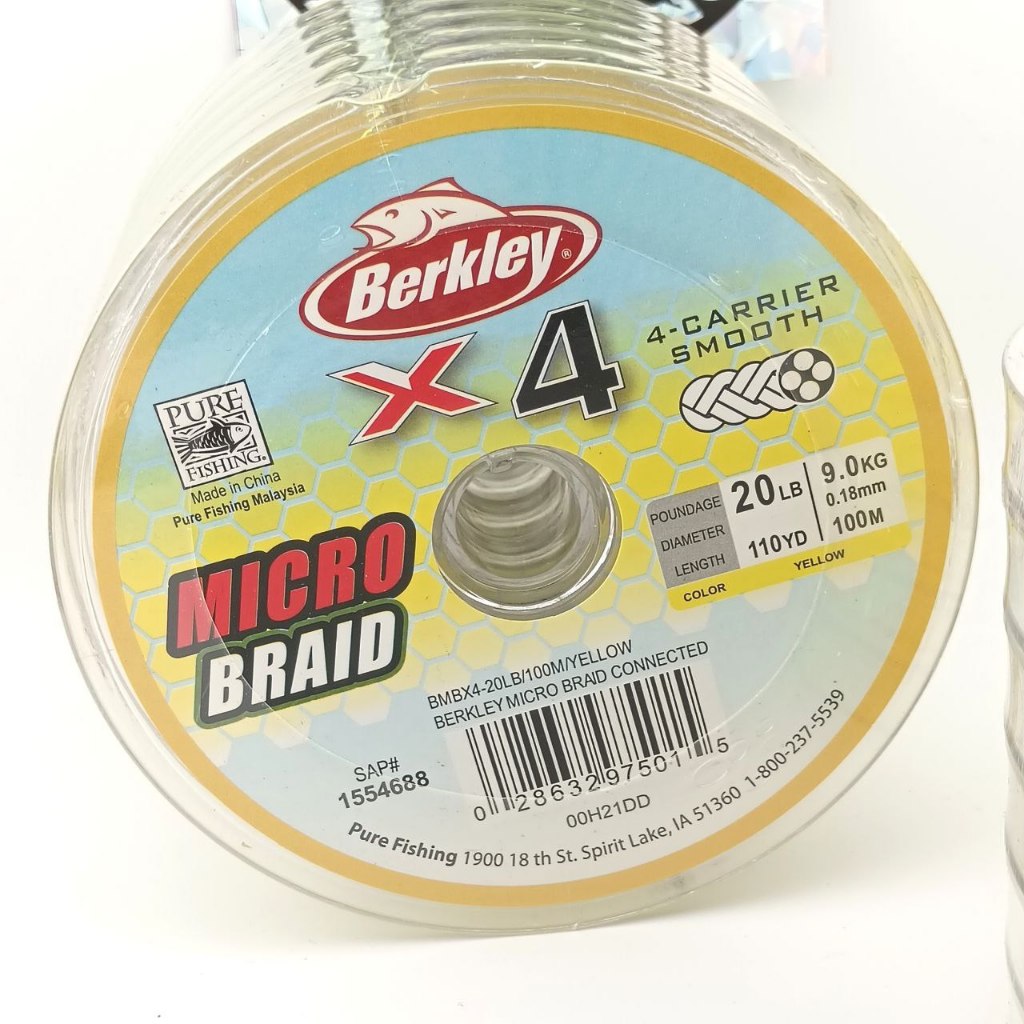 Berkley®
X4
4-CARRIER
SMOOTH
PURE
FISHING®
Made in China
Pure Fishing Malaysia
POUNDAGE 20LB 9.0KG
DIAMETER 0.18mm
LENGTH 110YD 100M
COLOR YELLOW
MICRO
BRAID
BMBX4-20LB/100M/YELLOW
BERKLEY MICRO BRAID CONNECTED
0 28632 97501 5
SAP#
1554688
00H21DD
Pure Fishing 1900 18 th St. Spirit Lake, IA 51360 1-800-237-5539